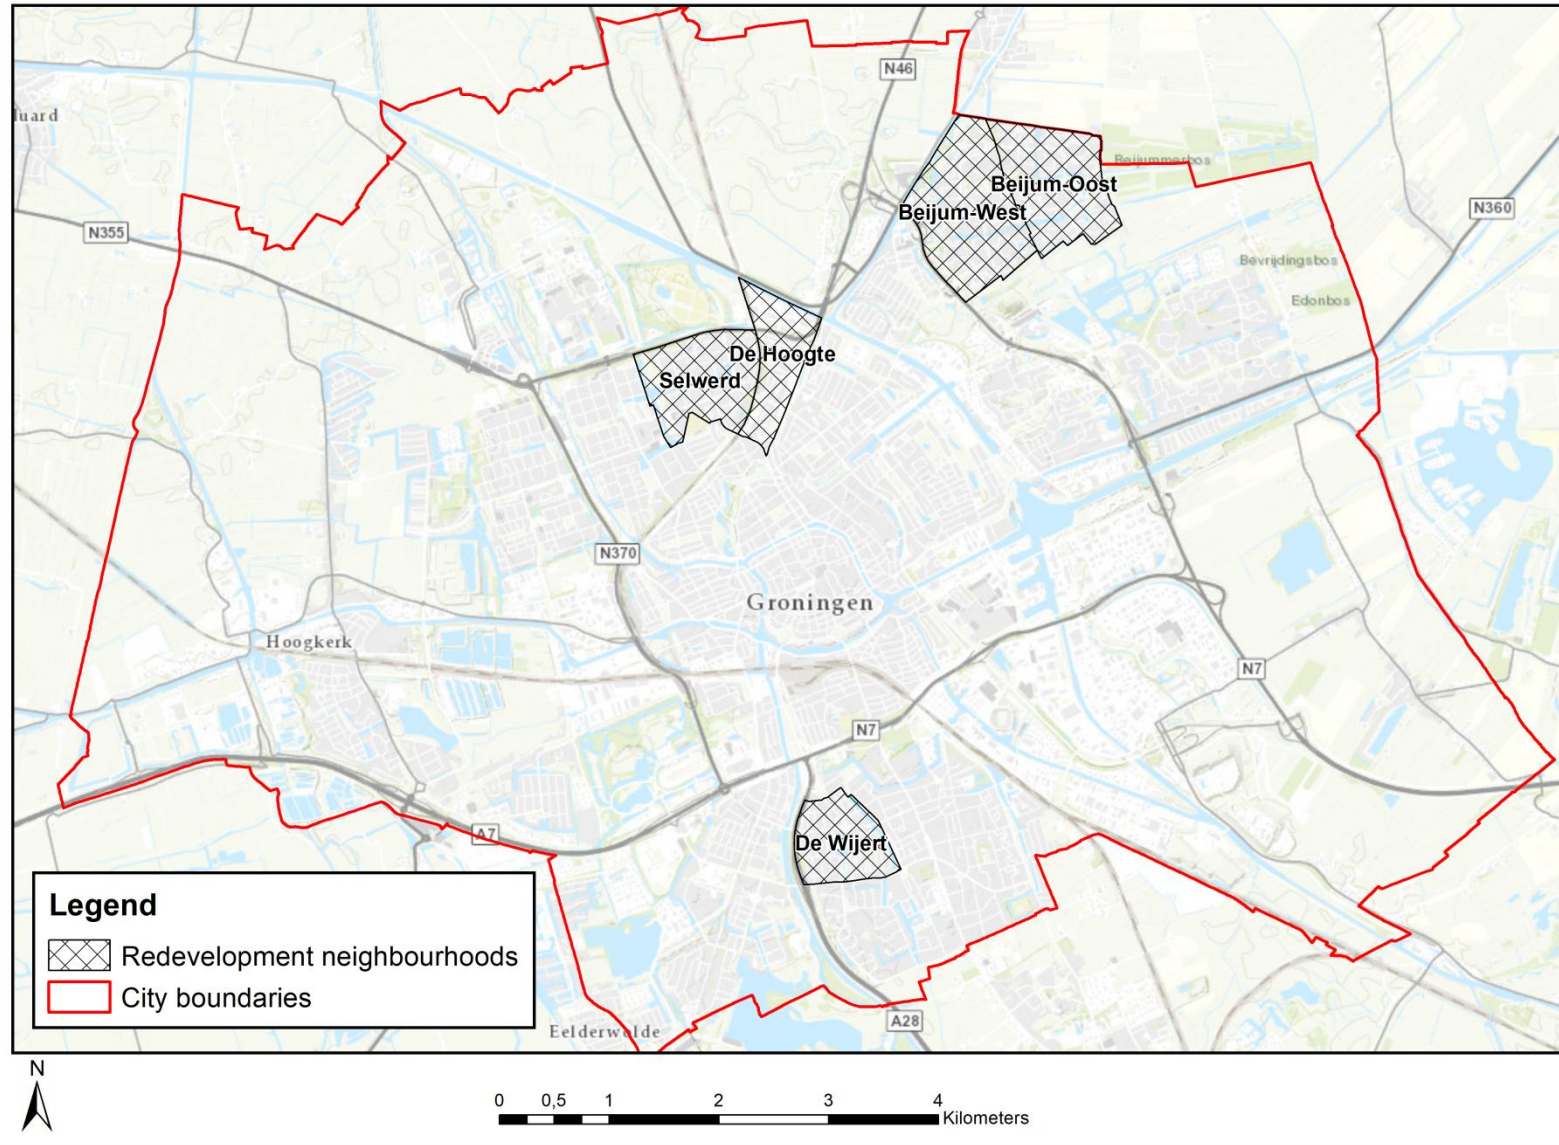 N46
luard
Beijummerbos
Beijum-Oost
Beijum-West
N360
N355
Bevrijdingsbos
Edonbos
De Hoogte
Selwerd
N370
Groningen
Hoogkerk
N7
N7
A7
De Wijert
Legend
Redevelopment neighbourhoods
City boundaries
A28
Eelderwolde
N
0 0,5 1 2 3 4
Kilometers